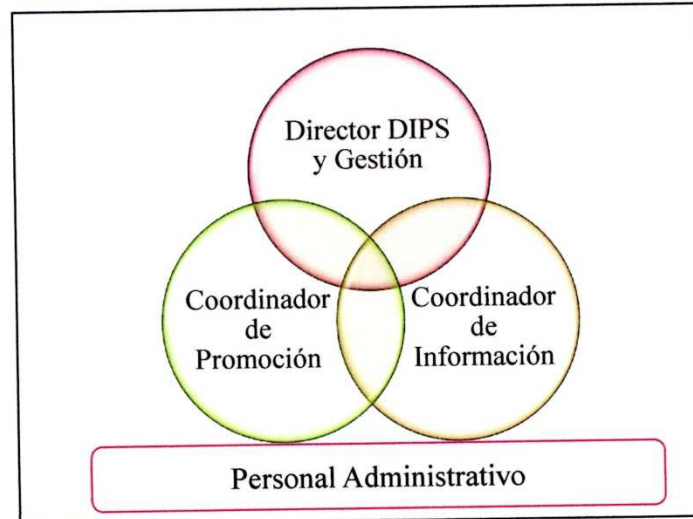 Director DIPS
y Gestión
Coordinador
de
Promoción
Coordinador
de
Información
Personal Administrativo